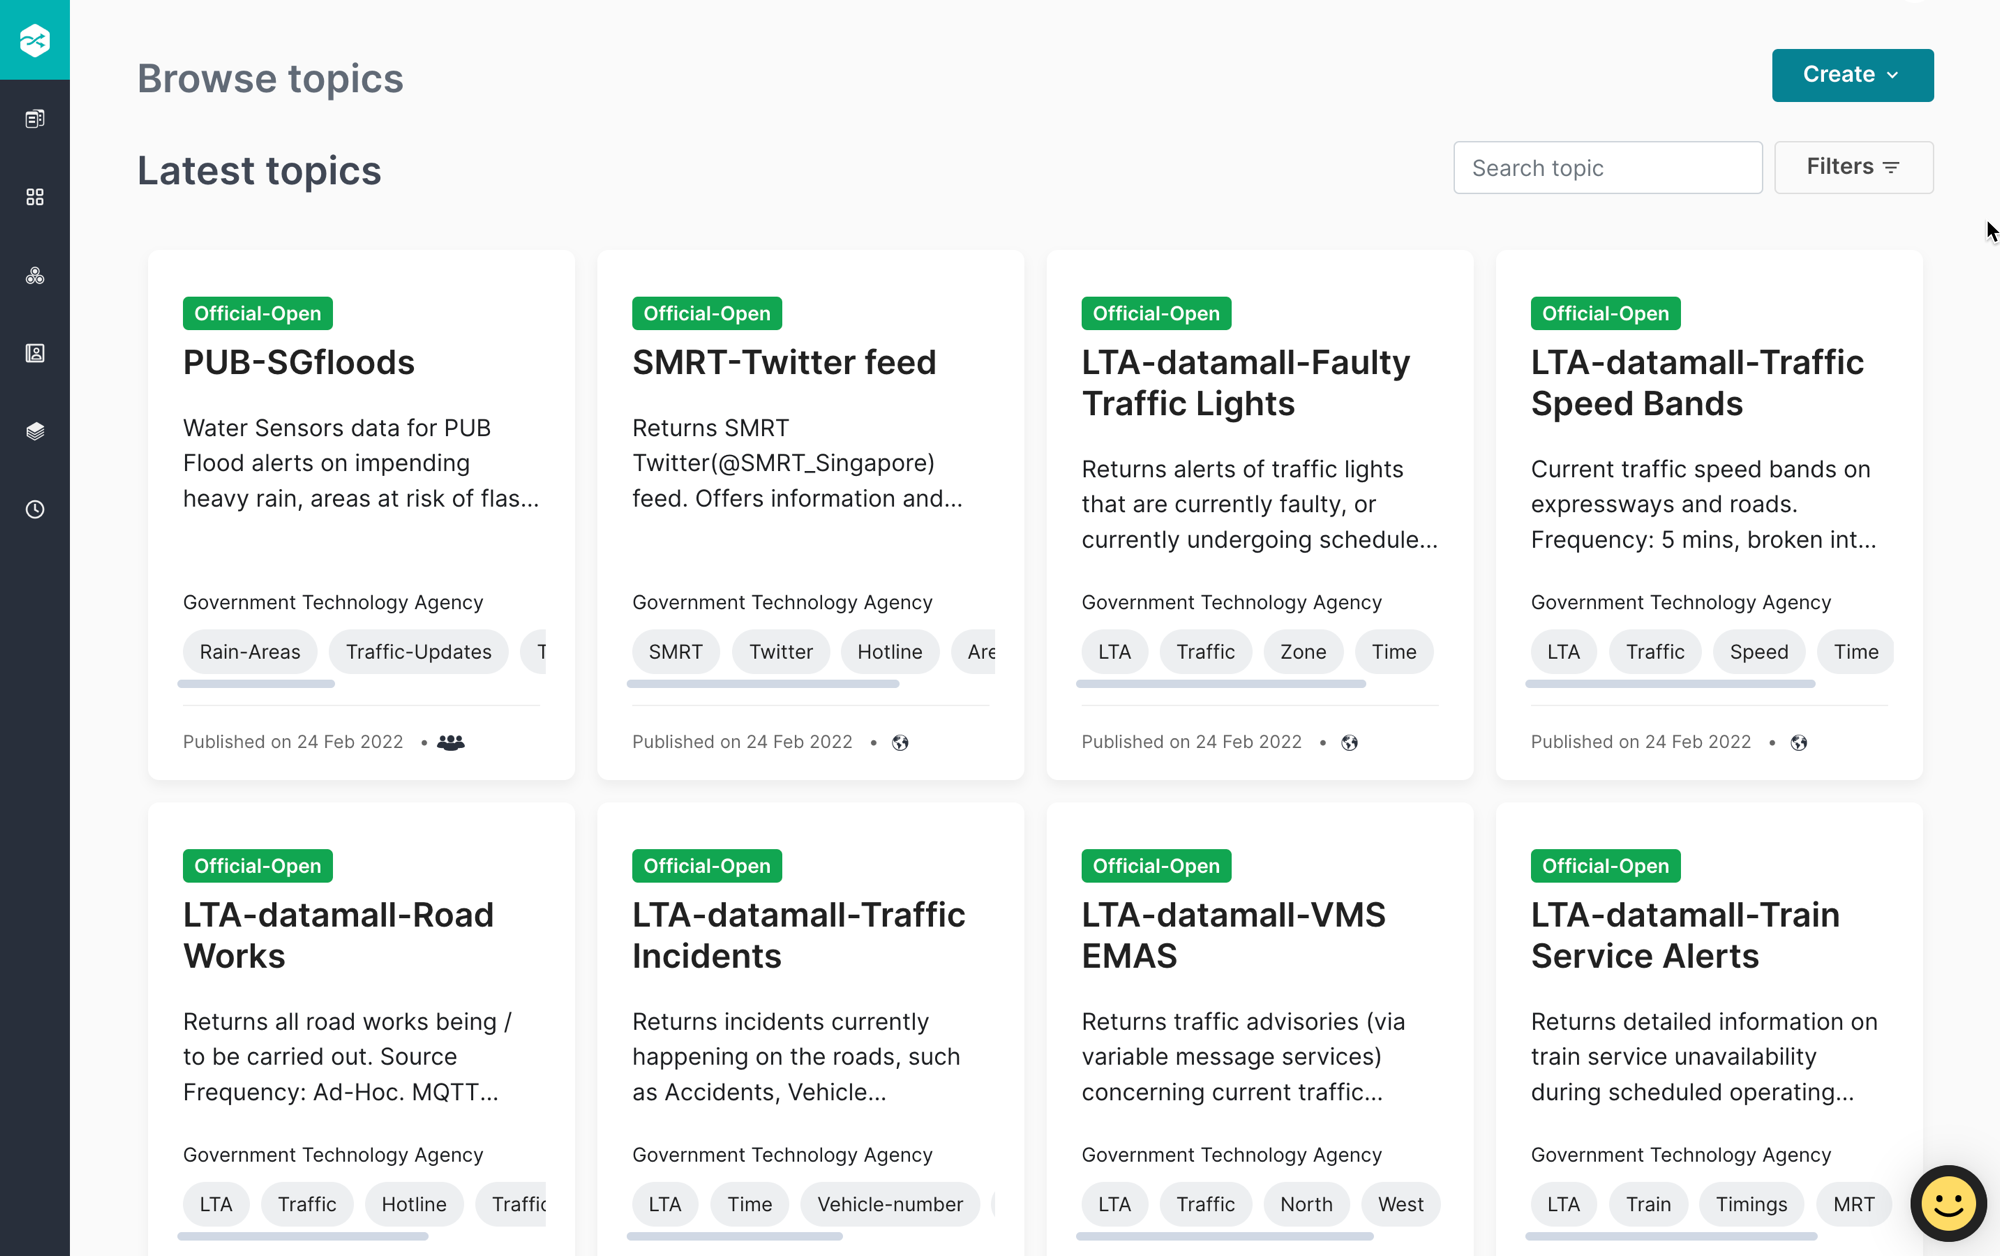 Browse topics
Create
Latest topics
Search topic
Filters
Official-Open
PUB-SGfloods
Water Sensors data for PUB
Flood alerts on impending
heavy rain, areas at risk of flas...
Government Technology Agency
Rain-Areas Traffic-Updates T
Published on 24 Feb 2022 •
Official-Open
SMRT-Twitter feed
Returns SMRT
Twitter(@SMRT_Singapore)
feed. Offers information and...
Government Technology Agency
SMRT Twitter Hotline Are
Published on 24 Feb 2022 •
Official-Open
LTA-datamall-Faulty
Traffic Lights
Returns alerts of traffic lights
that are currently faulty, or
currently undergoing schedule...
Government Technology Agency
LTA Traffic Zone Time
Published on 24 Feb 2022 •
Official-Open
LTA-datamall-Traffic
Speed Bands
Current traffic speed bands on
expressways and roads.
Frequency: 5 mins, broken int...
Government Technology Agency
LTA Traffic Speed Time
Published on 24 Feb 2022 •
Official-Open
LTA-datamall-Road
Works
Returns all road works being /
to be carried out. Source
Frequency: Ad-Hoc. MQTT...
Government Technology Agency
LTA Traffic Hotline Traffic
Official-Open
LTA-datamall-Traffic
Incidents
Returns incidents currently
happening on the roads, such
as Accidents, Vehicle...
Government Technology Agency
LTA Time Vehicle-number
Official-Open
LTA-datamall-VMS
EMAS
Returns traffic advisories (via
variable message services)
concerning current traffic...
Government Technology Agency
LTA Traffic North West
Official-Open
LTA-datamall-Train
Service Alerts
Returns detailed information on
train service unavailability
during scheduled operating...
Government Technology Agency
LTA Train Timings MRT